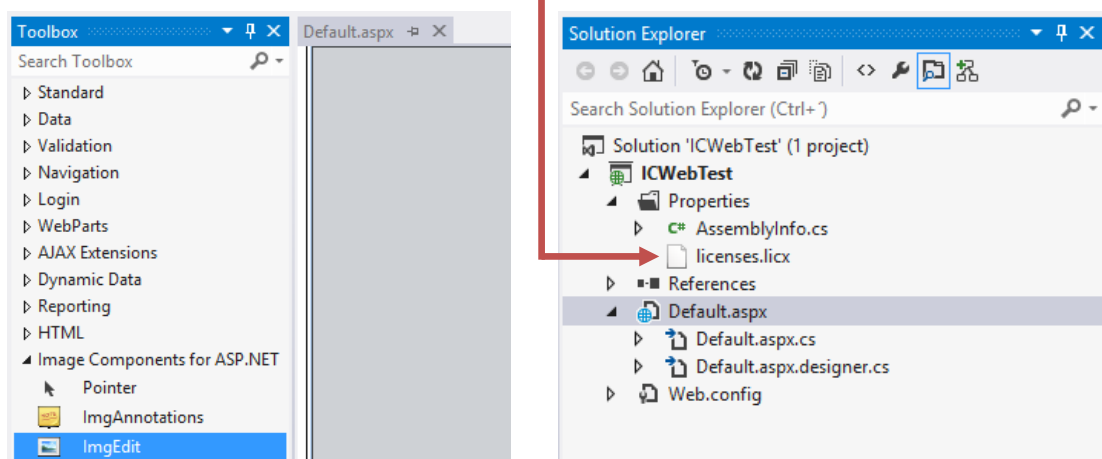 Toolbox
Search Toolbox
Standard
Data
Validation
Navigation
Login
WebParts
AJAX Extensions
Dynamic Data
Reporting
HTML
Image Components for ASP.NET
Pointer
ImgAnnotations
ImgEdit
Default.aspx
Solution Explorer
Search Solution Explorer (Ctrl+´)
Solution 'ICWebTest' (1 project)
ICWebTest
Properties
C# AssemblyInfo.cs
licenses.licx
References
Default.aspx
Default.aspx.cs
Default.aspx.designer.cs
Web.config